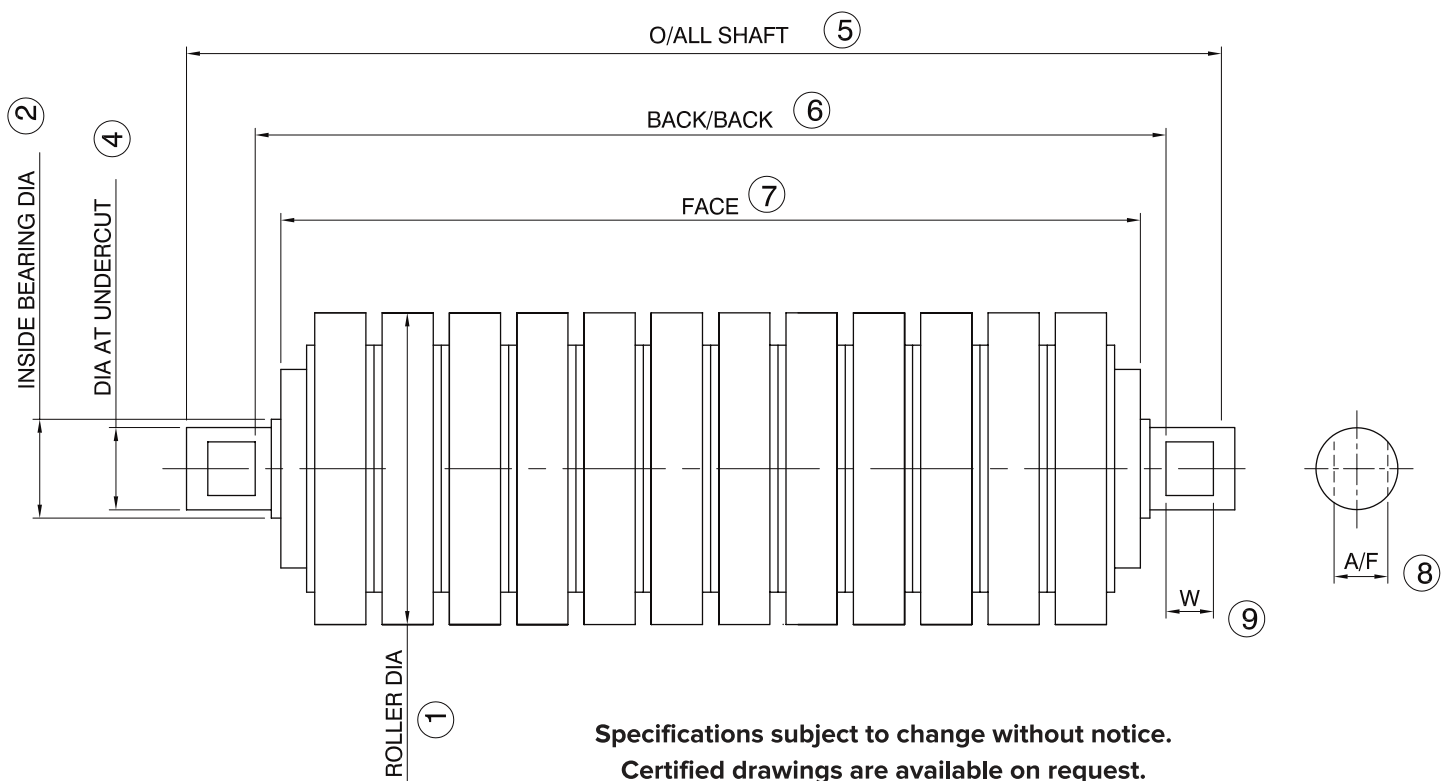 O/ALL SHAFT 5
BACK/BACK 6
FACE 7
INSIDE BEARING DIA 2
DIA AT UNDERCUT 4
A/F 8
W 9
ROLLER DIA 1
Specifications subject to change without notice.
Certified drawings are available on request.